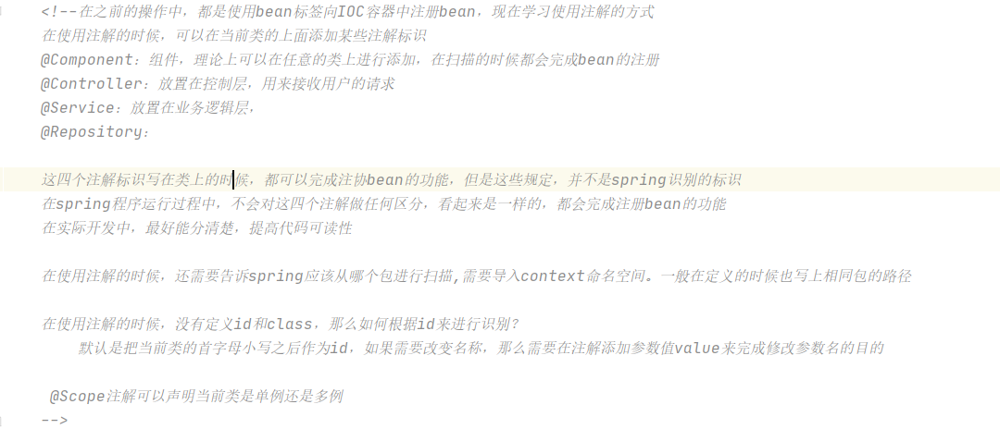 <!--在之前的操作中，都是使用bean标签向IOC容器中注册bean，现在学习使用注解的方式
在使用注解的时候，可以在当前类的上面添加某些注解标识
@Component：组件，理论上可以在任意的类上进行添加，在扫描的时候都会完成bean的注册
@Controller：放置在控制层，用来接收用户的请求
@Service：放置在业务逻辑层，
@Repository：
这四个注解标识写在类上的时候，都可以完成注协bean的功能，但是这些规定，并不是spring识别的标识
在spring程序运行过程中，不会对这四个注解做任何区分，看起来是一样的，都会完成注册bean的功能
在实际开发中，最好能分清楚，提高代码可读性
在使用注解的时候，还需要告诉spring应该从哪个包进行扫描,需要导入context命名空间。一般在定义的时候也写上相同包的路径
在使用注解的时候，没有定义id和class，那么如何根据id来进行识别？
默认是把当前类的首字母小写之后作为id，如果需要改变名称，那么需要在注解添加参数值value来完成修改参数名的目的
@Scope注解可以声明当前类是单例还是多例
-->